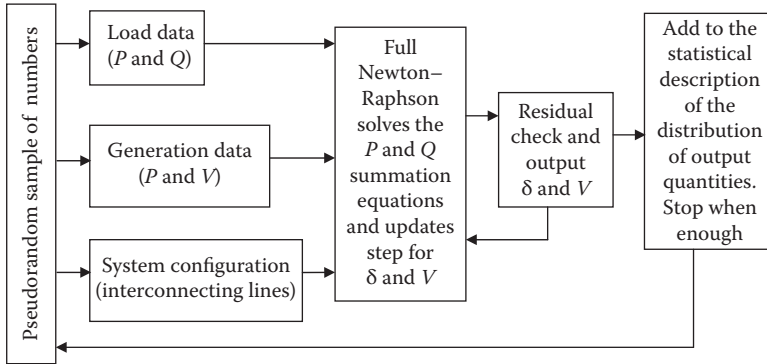 Pseudorandom sample of numbers
Load data
(P and Q)
Generation data
(P and V)
System configuration
(interconnecting lines)
Full
Newton–
Raphson
solves the
P and Q
summation
equations
and updates
step for
δ and V
Residual
check and
output
δ and V
Add to the
statistical
description
of the
distribution
of output
quantities.
Stop when
enough